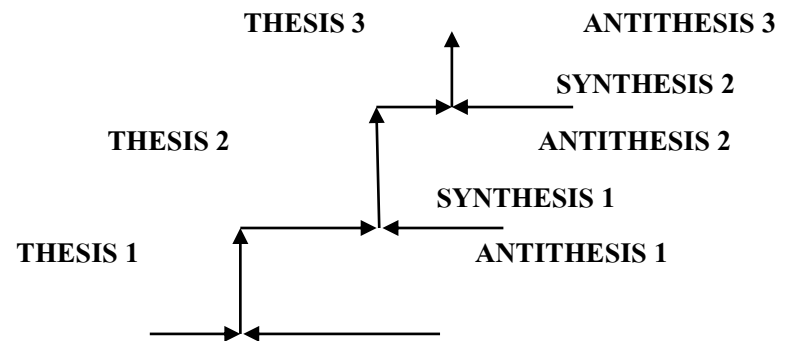 THESIS 3 ANTITHESIS 3
SYNTHESIS 2
THESIS 2 ANTITHESIS 2
SYNTHESIS 1
THESIS 1 ANTITHESIS 1